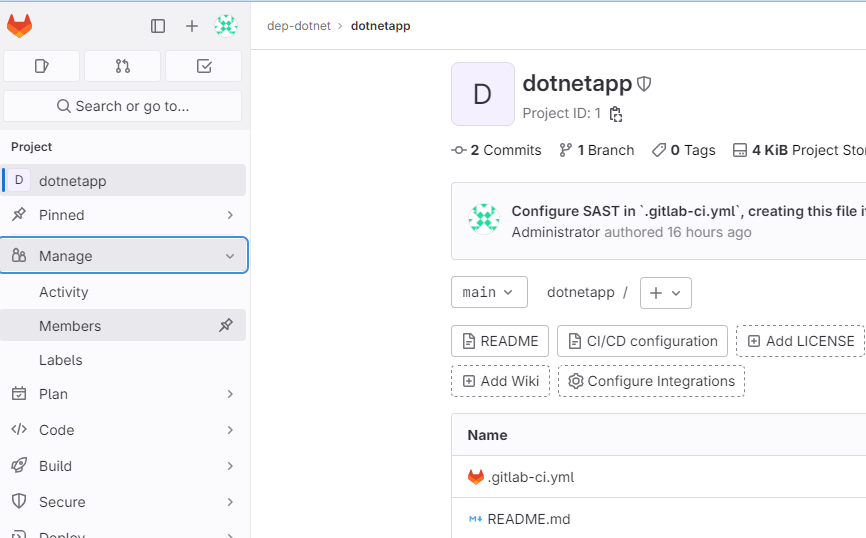 dep-dotnet > dotnetapp
Search or go to...
Project
D dotnetapp
Pinned
Manage
Activity
Members
Labels
Plan
Code
Build
Secure
Deploy
D
dotnetapp
Project ID: 1
2 Commits 1 Branch 0 Tags 4 KiB Project Sto
Configure SAST in `.gitlab-ci.yml`, creating this file i
Administrator authored 16 hours ago
main dotnetapp /
README CI/CD configuration Add LICENSE
Add Wiki Configure Integrations
Name
.gitlab-ci.yml
README.md